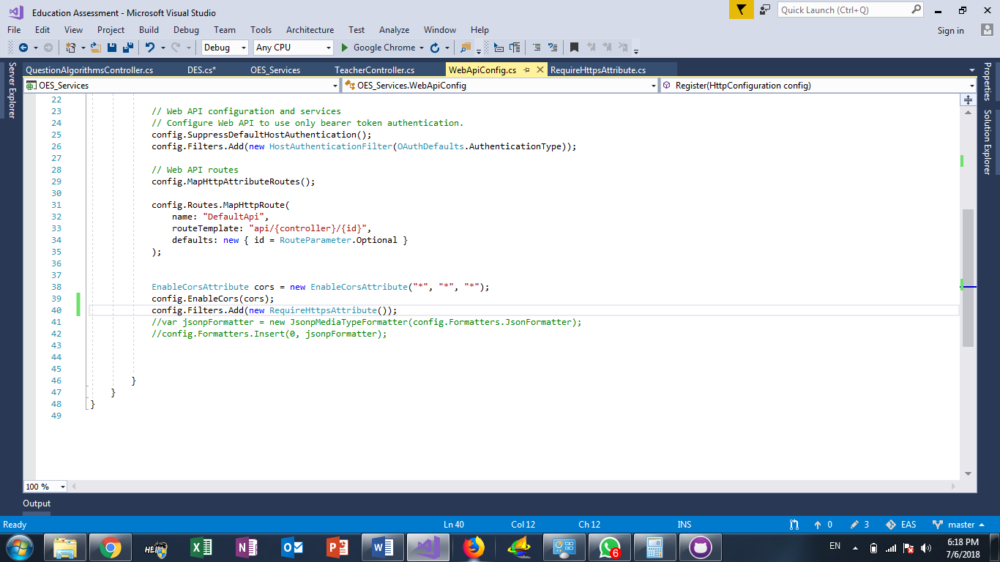 Education Assessment - Microsoft Visual Studio
Quick Launch (Ctrl+Q)
File Edit View Project Build Debug Team Tools Architecture Test Analyze Window Help
Sign in
Debug Any CPU Google Chrome
QuestionAlgorithmsController.cs DES.cs* OES_Services TeacherController.cs WebApiConfig.cs RequireHttpsAttribute.cs
OES_Services OES_Services.WebApiConfig Register(HttpConfiguration config)
Server Explorer
Properties
Solution Explorer
22
23 // Web API configuration and services
24 // Configure Web API to use only bearer token authentication.
25 config.SuppressDefaultHostAuthentication();
26 config.Filters.Add(new HostAuthenticationFilter(OAuthDefaults.AuthenticationType));
27
28 // Web API routes
29 config.MapHttpAttributeRoutes();
30
31 config.Routes.MapHttpRoute(
32 name: "DefaultApi",
33 routeTemplate: "api/{controller}/{id}",
34 defaults: new { id = RouteParameter.Optional }
35 );
36
37
38 EnableCorsAttribute cors = new EnableCorsAttribute("*", "*", "*");
39 config.EnableCors(cors);
40 config.Filters.Add(new RequireHttpsAttribute());
41 //var jsonpFormatter = new JsonpMediaTypeFormatter(config.Formatters.JsonFormatter);
42 //config.Formatters.Insert(0, jsonpFormatter);
43
44
45
46 }
47 }
48 }
49
100 %
Output
Ready Ln 40 Col 12 Ch 12 INS 0 3 EAS master
6
EN
6:18 PM
7/6/2018